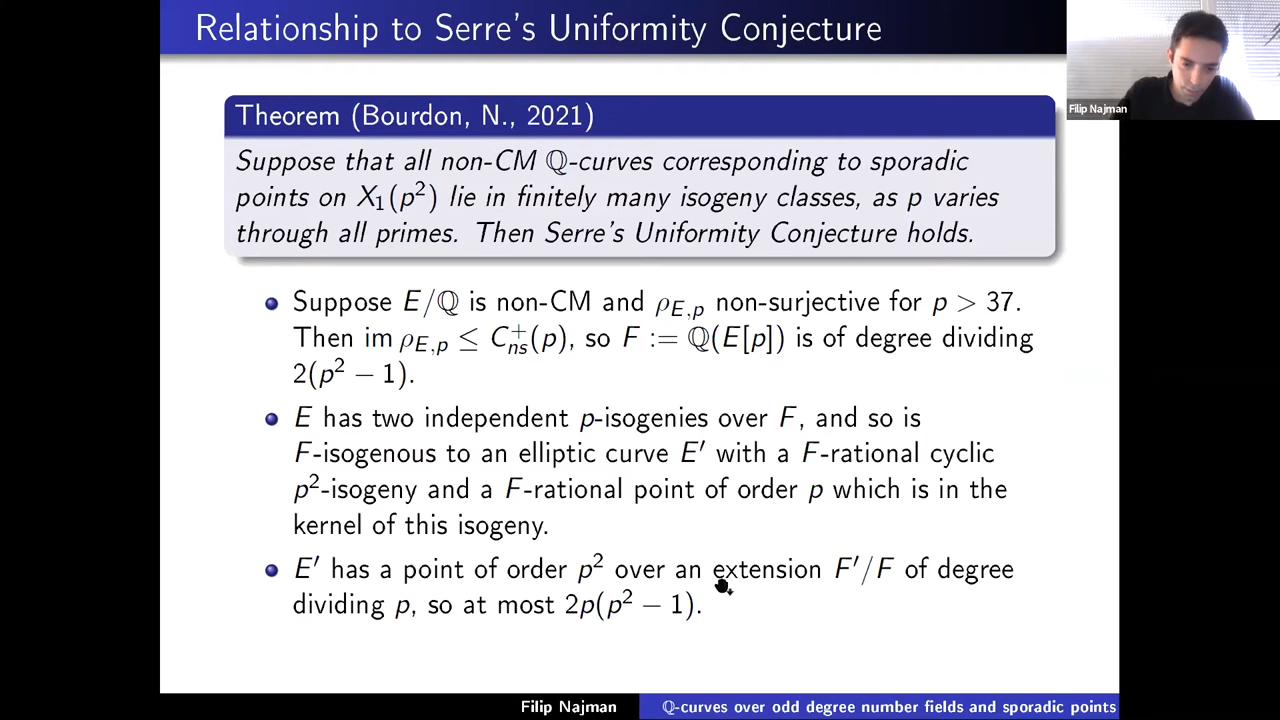 Relationship to Serre's Uniformity Conjecture
Filip Najman
Theorem (Bourdon, N., 2021)
Suppose that all non-CM ℚ-curves corresponding to sporadic
points on X₁(p²) lie in finitely many isogeny classes, as p varies
through all primes. Then Serre's Uniformity Conjecture holds.
Suppose E/ℚ is non-CM and ρ_{E,p} non-surjective for p > 37.
Then im ρ_{E,p} ≤ C_{ns}^{+}(p), so F := ℚ(E[p]) is of degree dividing
2(p² − 1).
E has two independent p-isogenies over F, and so is
F-isogenous to an elliptic curve E′ with a F-rational cyclic
p²-isogeny and a F-rational point of order p which is in the
kernel of this isogeny.
E′ has a point of order p² over an extension F′/F of degree
dividing p, so at most 2p(p² − 1).
Filip Najman
ℚ-curves over odd degree number fields and sporadic points